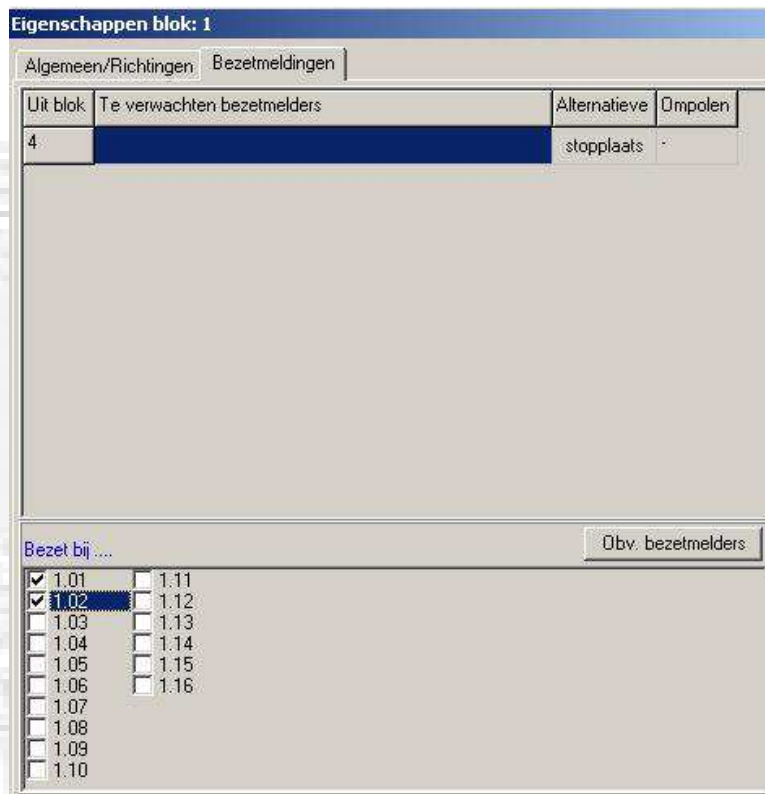 Eigenschappen blok: 1
Algemeen/Richtingen Bezetmeldingen
Uit blok Te verwachten bezetmelders Alternatieve Ompolen
4 stopplaats -
Bezet bij .... Obv. bezetmelders
1.01 1.11
1.02 1.12
1.03 1.13
1.04 1.14
1.05 1.15
1.06 1.16
1.07
1.08
1.09
1.10